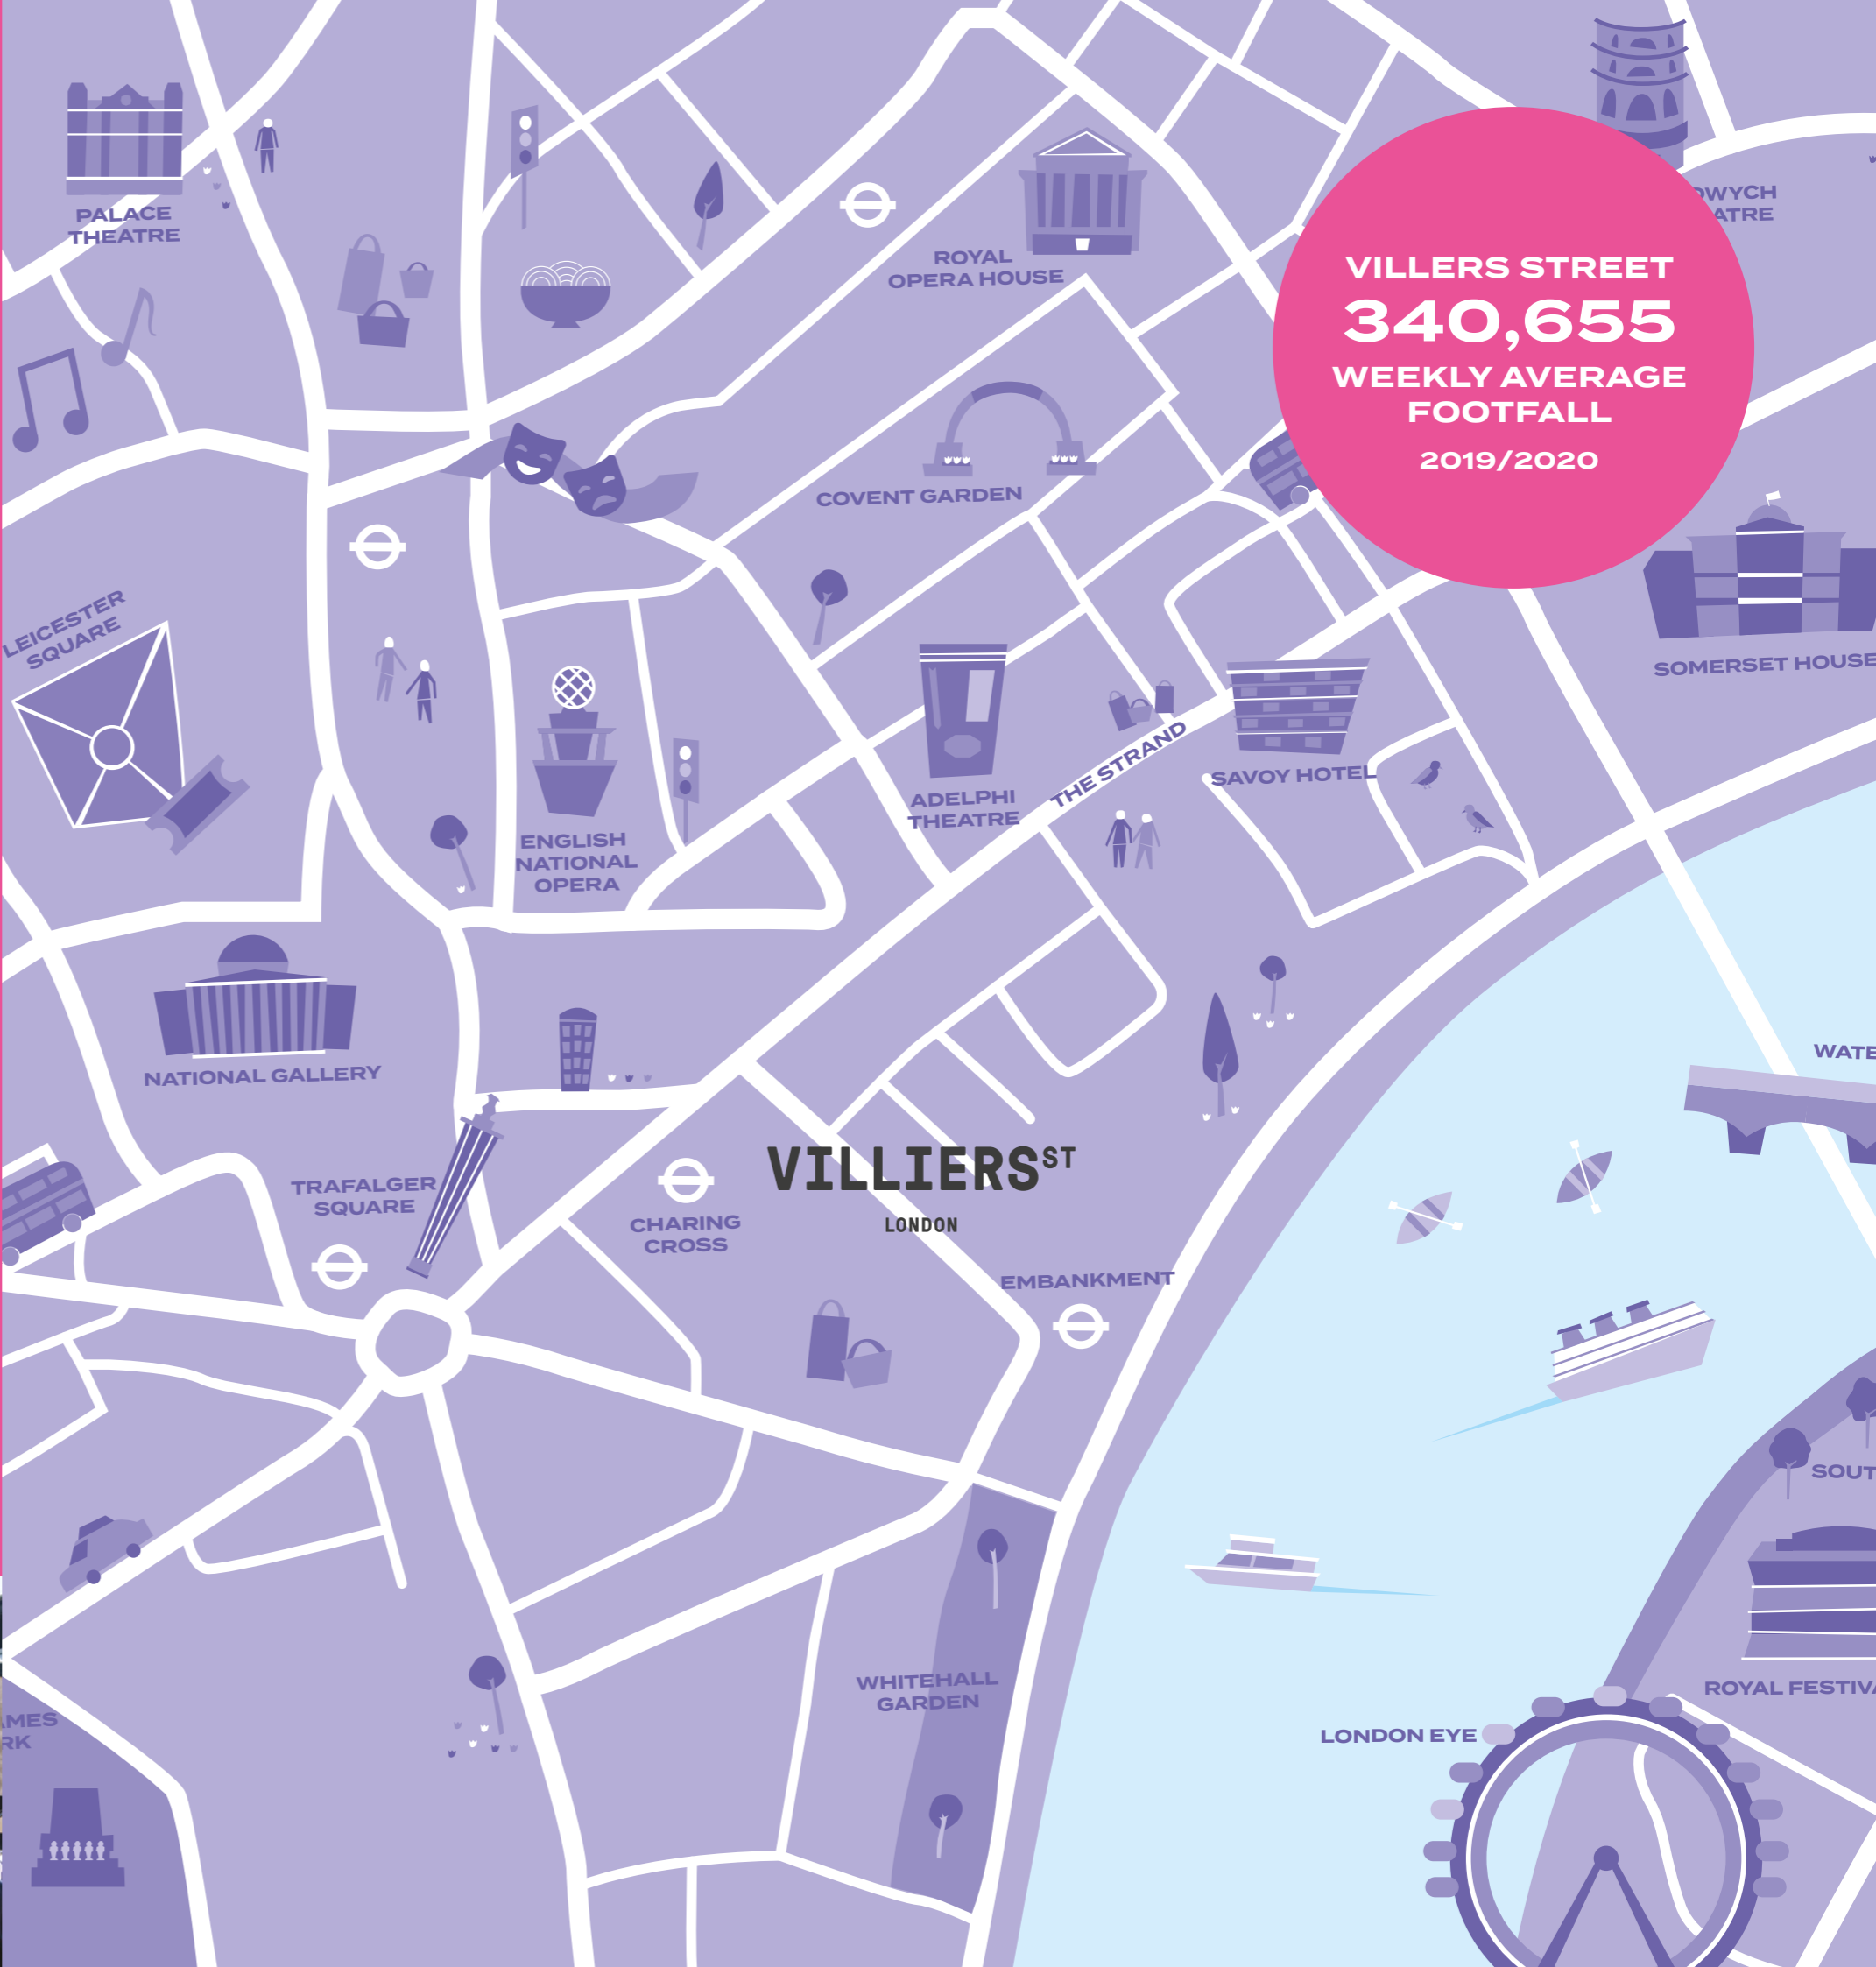 PALACE
THEATRE
ROYAL
OPERA HOUSE
VILLERS STREET
340,655
WEEKLY AVERAGE
FOOTFALL
2019/2020
COVENT GARDEN
LEICESTER
SQUARE
SOMERSET HOUSE
THE STRAND
SAVOY HOTEL
ADELPHI
THEATRE
ENGLISH
NATIONAL
OPERA
NATIONAL GALLERY
TRAFALGER
SQUARE
CHARING
CROSS
VILLIERS ST
LONDON
EMBANKMENT
WHITEHALL
GARDEN
LONDON EYE
ROYAL